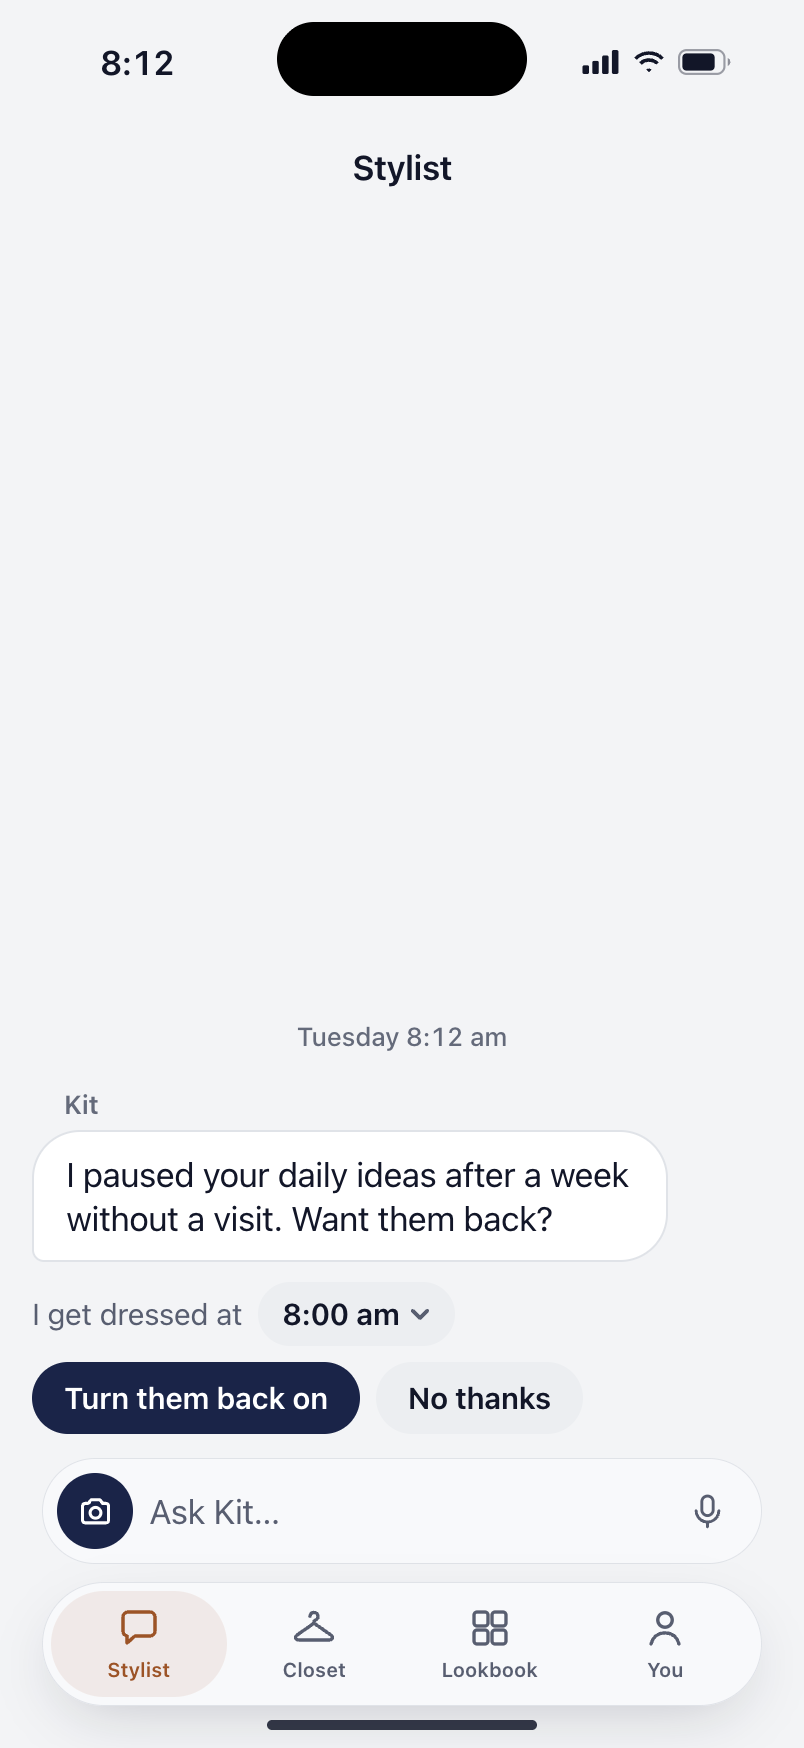 8:12
Stylist
Tuesday 8:12 am
Kit
I paused your daily ideas after a week
without a visit. Want them back?
I get dressed at 8:00 am
Turn them back on No thanks
Ask Kit...
Stylist Closet Lookbook You